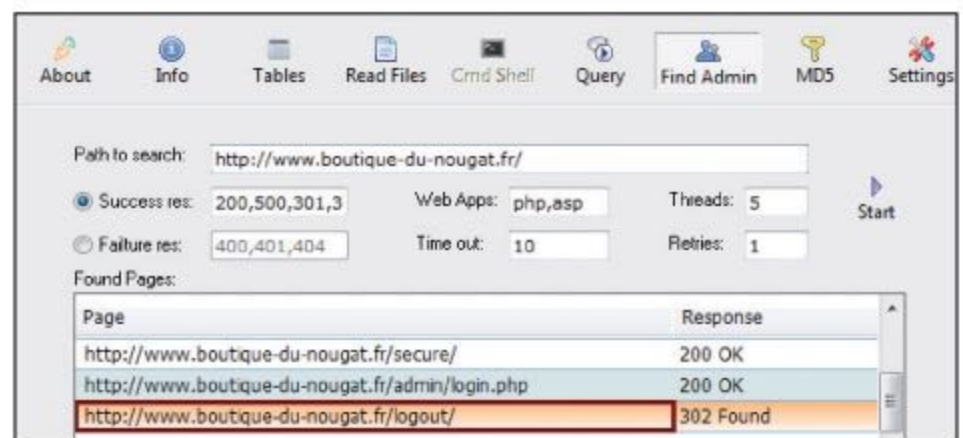 About Info Tables Read Files Cmd Shell Query Find Admin MD5 Settings
Path to search: http://www.boutique-du-nougat.fr/
Success res: 200,500,301,3 Web Apps: php,asp Threads: 5 Start
Failture res: 400,401,404 Time out: 10 Retries: 1
Found Pages:
Page Response
http://www.boutique-du-nougat.fr/secure/ 200 OK
http://www.boutique-du-nougat.fr/admin/login.php 200 OK
http://www.boutique-du-nougat.fr/logout/ 302 Found